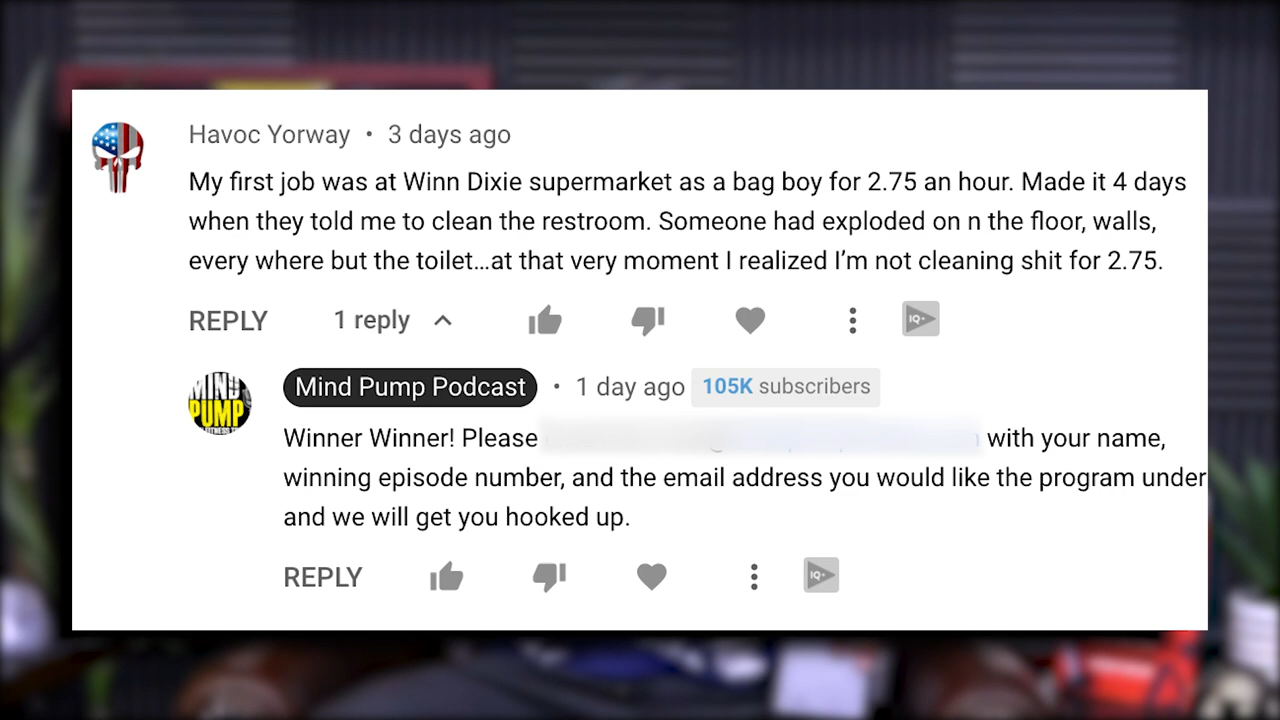 Havoc Yorway • 3 days ago
My first job was at Winn Dixie supermarket as a bag boy for 2.75 an hour. Made it 4 days
when they told me to clean the restroom. Someone had exploded on n the floor, walls,
every where but the toilet...at that very moment I realized I’m not cleaning shit for 2.75.
REPLY 1 reply
IQ+
MIND
PUMP
Mind Pump Podcast • 1 day ago 105K subscribers
Winner Winner! Please with your name,
winning episode number, and the email address you would like the program under
and we will get you hooked up.
REPLY
IQ+